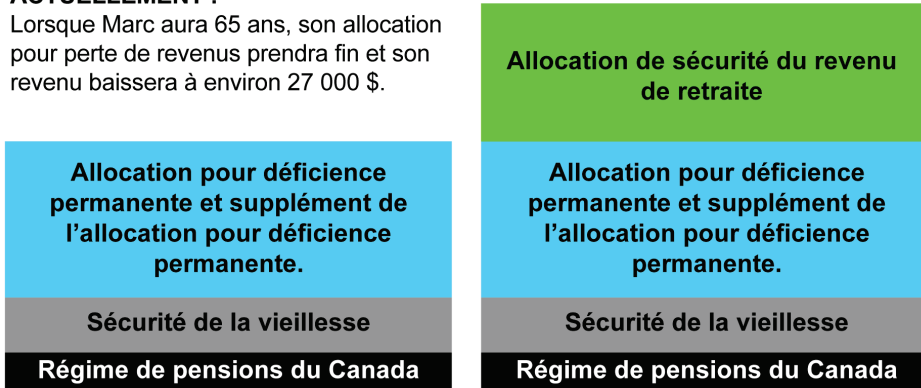 ACTUELLEMENT :
Lorsque Marc aura 65 ans, son allocation
pour perte de revenus prendra fin et son
revenu baissera à environ 27 000 $.
Allocation pour déficience
permanente et supplément de
l’allocation pour déficience
permanente.
Sécurité de la vieillesse
Régime de pensions du Canada
Allocation de sécurité du revenu
de retraite
Allocation pour déficience
permanente et supplément de
l’allocation pour déficience
permanente.
Sécurité de la vieillesse
Régime de pensions du Canada